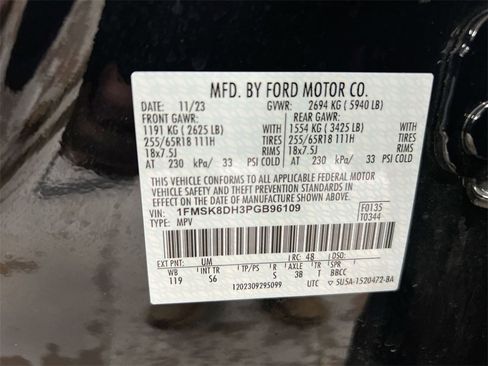 MFD. BY FORD MOTOR CO.
DATE: 11/23 GVWR: 2694 KG ( 5940 LB)
FRONT GAWR: REAR GAWR:
1191 KG (2625 LB) WITH 1554 KG ( 3425 LB) WITH
255/65R18 111H TIRES 255/65R18 111H TIRES
18x7.5J RIMS 18x7.5J RIMS
AT 230 kPa/ 33 PSI COLD AT 230 kPa/ 33 PSI COLD
THIS VEHICLE CONFORMS TO ALL APPLICABLE FEDERAL MOTOR
VEHICLE SAFETY AND THEFT PREVENTION STANDARDS IN
EFFECT ON THE DATE OF MANUFACTURE SHOWN ABOVE.
VIN: 1FMSK8DH3PGB96109 F0135
TYPE: MPV T0344
EXT PNT: UM RC: 48 DSO:
WB INT TR TP/PS R AXLE TR SPR
119 S6 S 3B T BBCC
1202309295099 UTC ▽ 5U5A-1520472-BA